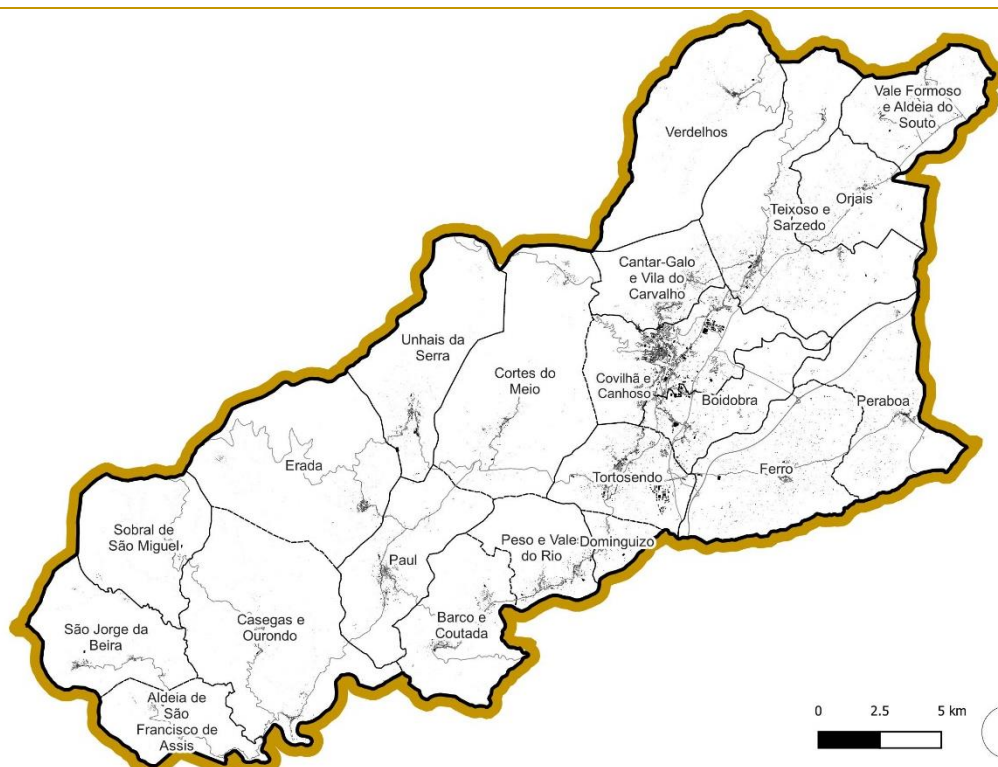 Vale Formoso
e Aldeia do
Souto
Verdelhos
Orjais
Teixoso e
Sarzedo
Cantar-Galo
e Vila do
Carvalho
Unhais da
Serra
Cortes do
Meio
Covilhã e
Canhoso
Boidobra
Peraboa
Erada
Tortosendo
Ferro
Sobral de
São Miguel
Paul
Peso e Vale
do Rio
Dominguizo
Casegas e
Ourondo
Barco e
Coutada
São Jorge da
Beira
Aldeia de
São
Francisco de
Assis
0 2.5 5 km